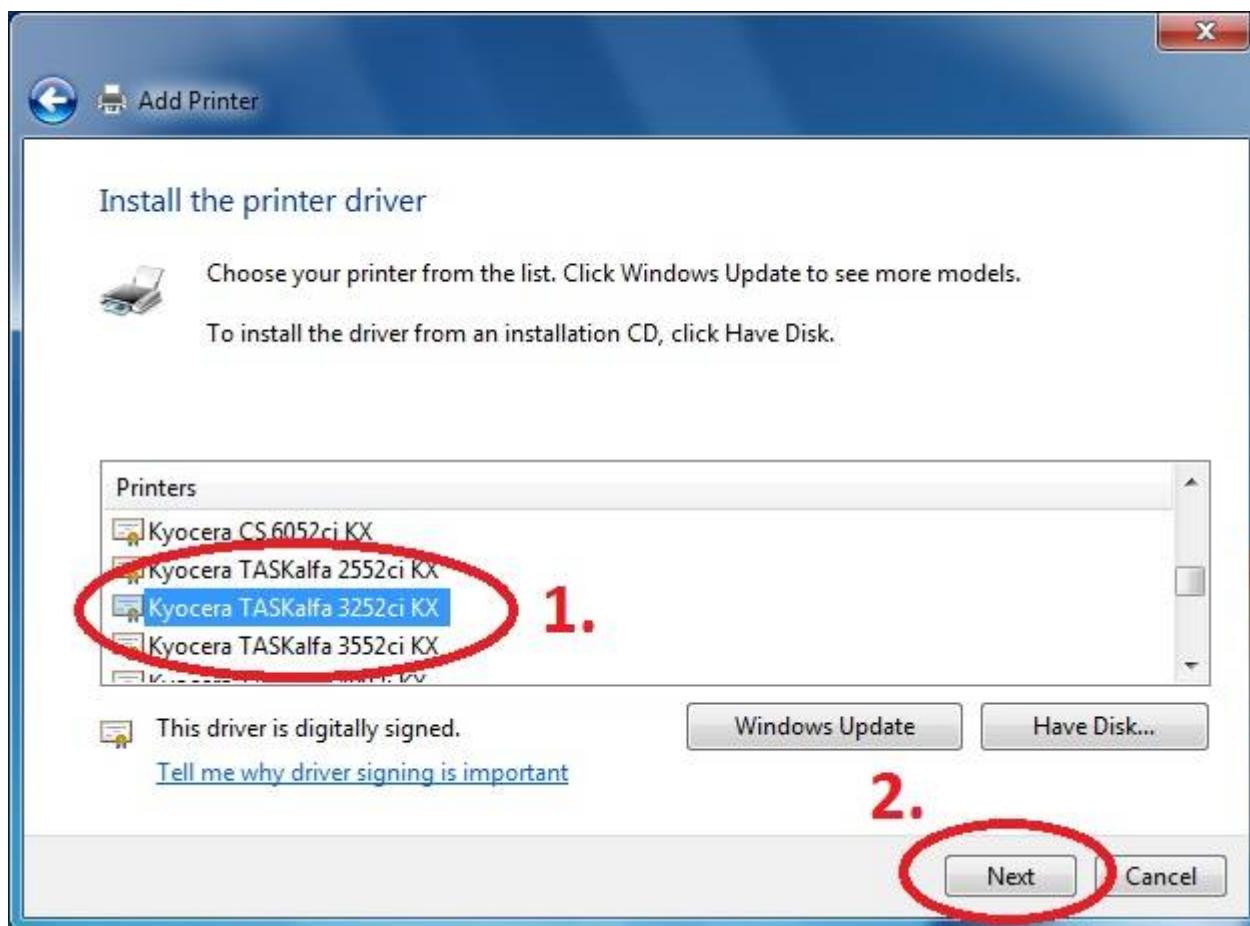 Add Printer
Install the printer driver
Choose your printer from the list. Click Windows Update to see more models.
To install the driver from an installation CD, click Have Disk.
Printers
Kyocera CS 6052ci KX
Kyocera TASKalfa 2552ci KX
Kyocera TASKalfa 3252ci KX
1.
Kyocera TASKalfa 3552ci KX
This driver is digitally signed.
Windows Update
Have Disk...
Tell me why driver signing is important
2.
Next
Cancel